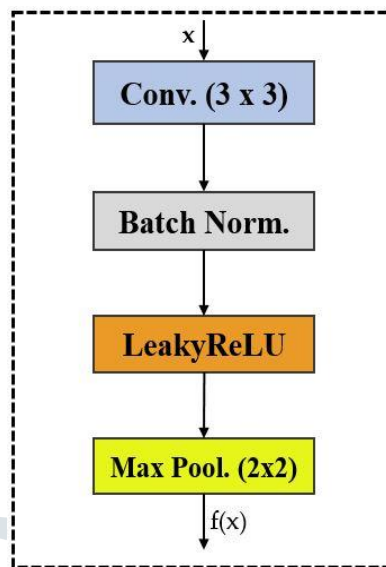 x
Conv. (3 x 3)
Batch Norm.
LeakyReLU
Max Pool. (2x2)
f(x)